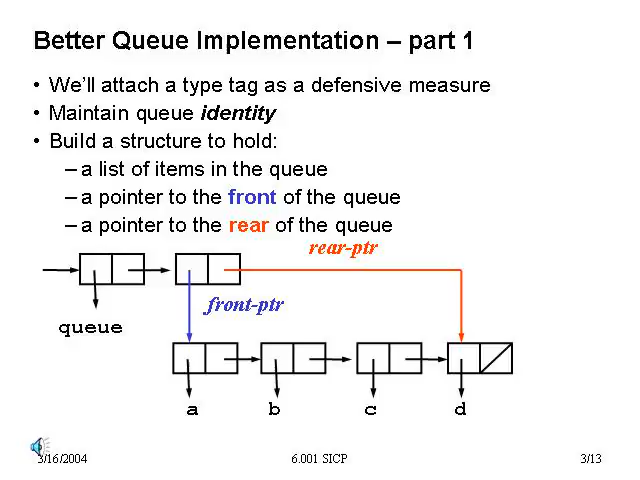 Better Queue Implementation – part 1
• We'll attach a type tag as a defensive measure
• Maintain queue identity
• Build a structure to hold:
– a list of items in the queue
– a pointer to the front of the queue
– a pointer to the rear of the queue
rear-ptr
front-ptr
queue
a b c d
3/16/2004 6.001 SICP 3/13